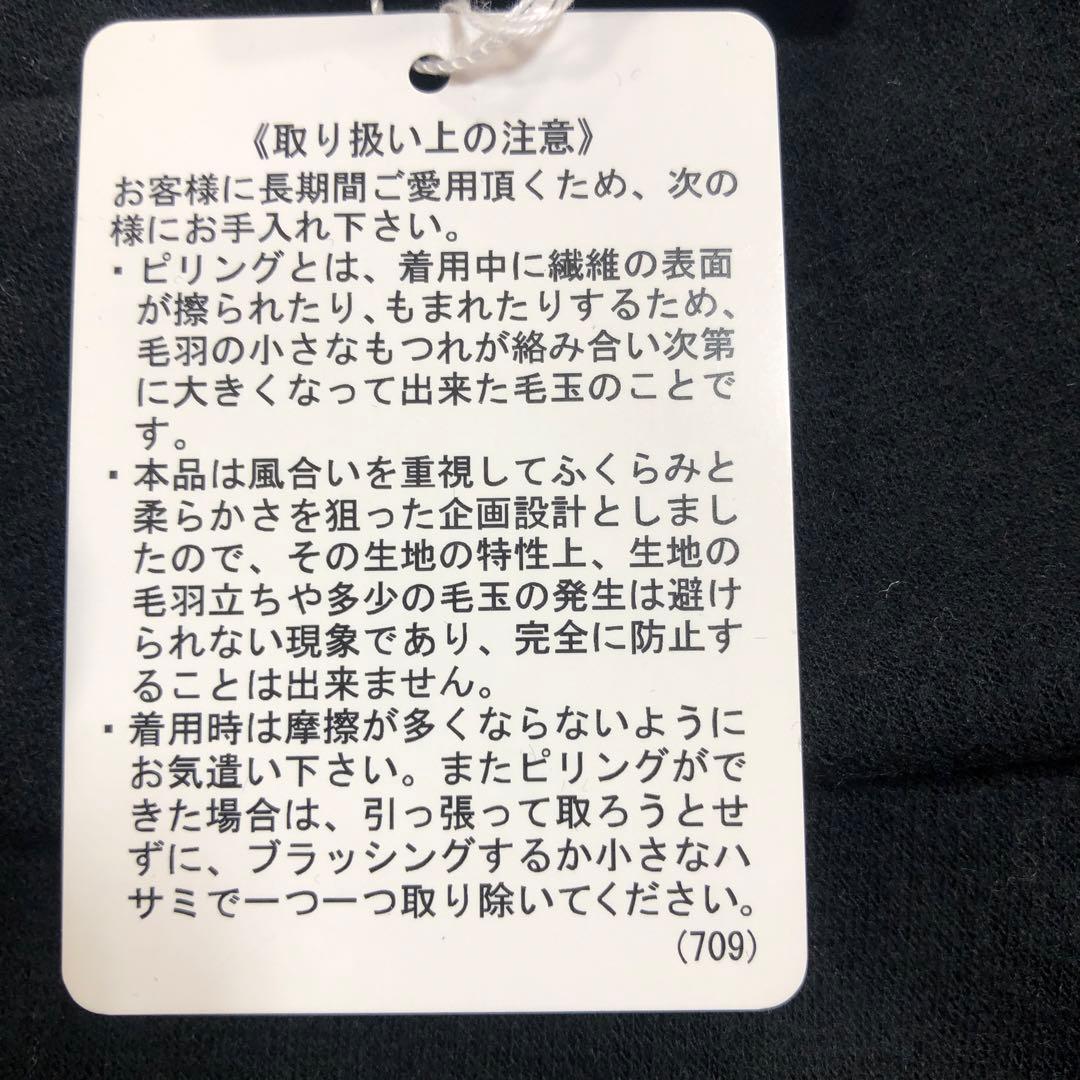 《取り扱い上の注意》
お客様に長期間ご愛用頂くため、次の
様にお手入れ下さい。
・ピリングとは、着用中に繊維の表面
が擦られたり、もまれたりするため、
毛羽の小さなもつれが絡み合い次第
に大きくなって出来た毛玉のことで
す。
・本品は風合いを重視してふくらみと
柔らかさを狙った企画設計としまし
たので、その生地の特性上、生地の
毛羽立ちや多少の毛玉の発生は避け
られない現象であり、完全に防止す
ることは出来ません。
・着用時は摩擦が多くならないように
お気遣い下さい。またピリングがで
きた場合は、引っ張って取ろうとせ
ずに、ブラッシングするか小さなハ
サミで一つ一つ取り除いてください。
(709)